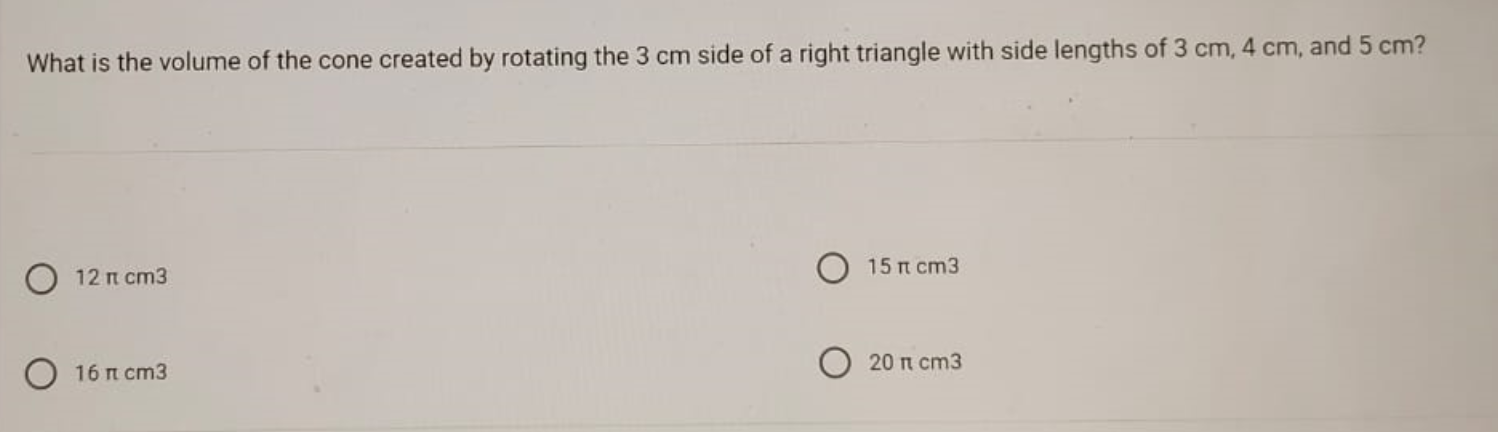 What is the volume of the cone created by rotating the 3 cm side of a right triangle with side lengths of 3 cm, 4 cm, and 5 cm?
12 π cm3
15 π cm3
16 π cm3
20 π cm3